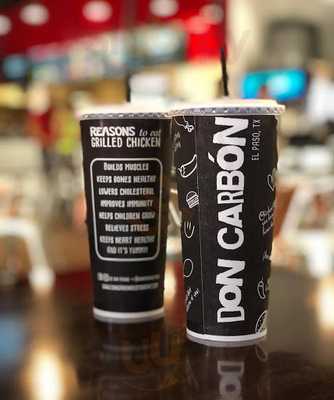 REASONS to eat
GRILLED CHICKEN
BUILDS MUSCLES
KEEPS BONES HEALTHY
LOWERS CHOLESTEROL
IMPROVES IMMUNITY
HELPS CHILDREN GROW
RELIEVES STRESS
KEEPS HEART HEALTHY
AND IT'S YUMMY!
DON CARBÓN
EL PASO, TX